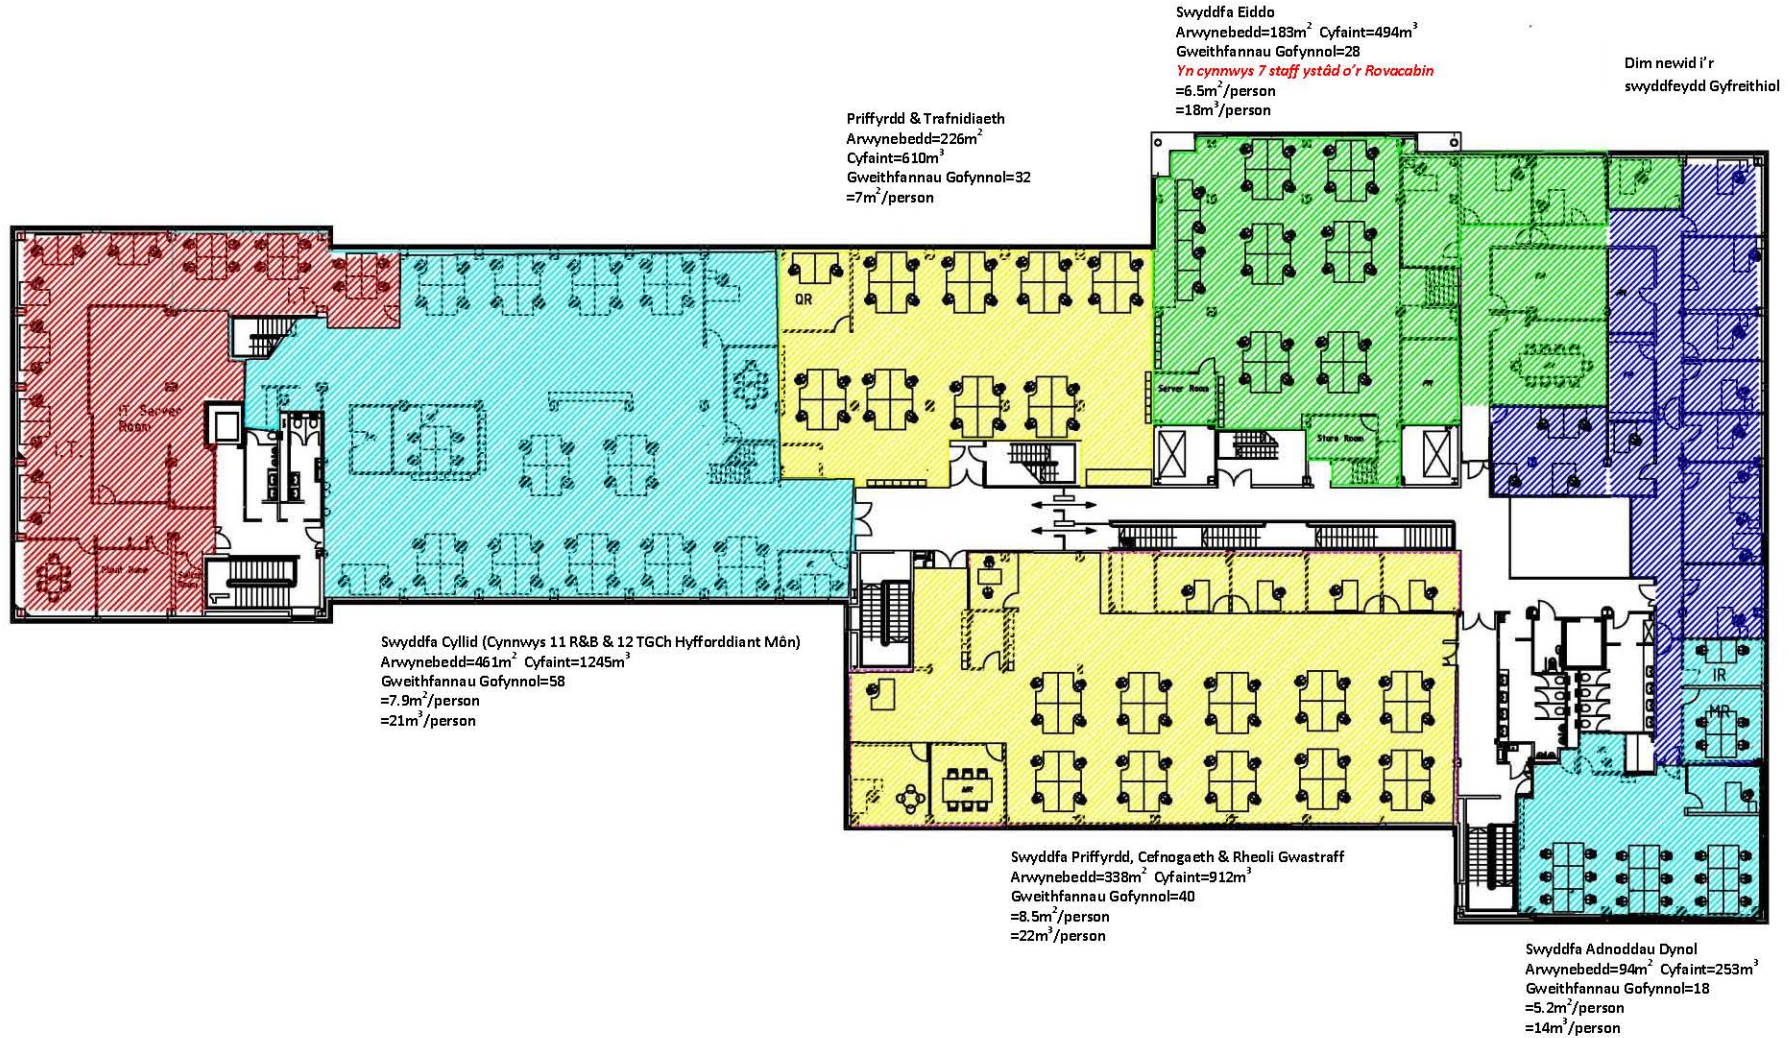 Swyddfa Eiddo
Arwynebedd=183m² Cyfaint=494m³
Gweithfannau Gofynnol=28
Yn cynnwys 7 staff ystâd o'r Rovacabin
=6.5m²/person
=18m³/person
Dim newid i'r
swyddfeydd Gyfreithiol
Priffyrdd & Trafnidiaeth
Arwynebedd=226m²
Cyfaint=610m³
Gweithfannau Gofynnol=32
=7m²/person
QR
Server Room
IT Server
Room
I.T.
Store Room
Swyddfa Cyllid (Cynnwys 11 R&B & 12 TGCh Hyfforddiant Môn)
Arwynebedd=461m² Cyfaint=1245m³
Gweithfannau Gofynnol=58
=7.9m²/person
=21m³/person
IR
MR
MR
Swyddfa Priffyrdd, Cefnogaeth & Rheoli Gwastraff
Arwynebedd=338m² Cyfaint=912m³
Gweithfannau Gofynnol=40
=8.5m²/person
=22m³/person
Swyddfa Adnoddau Dynol
Arwynebedd=94m² Cyfaint=253m³
Gweithfannau Gofynnol=18
=5.2m²/person
=14m³/person